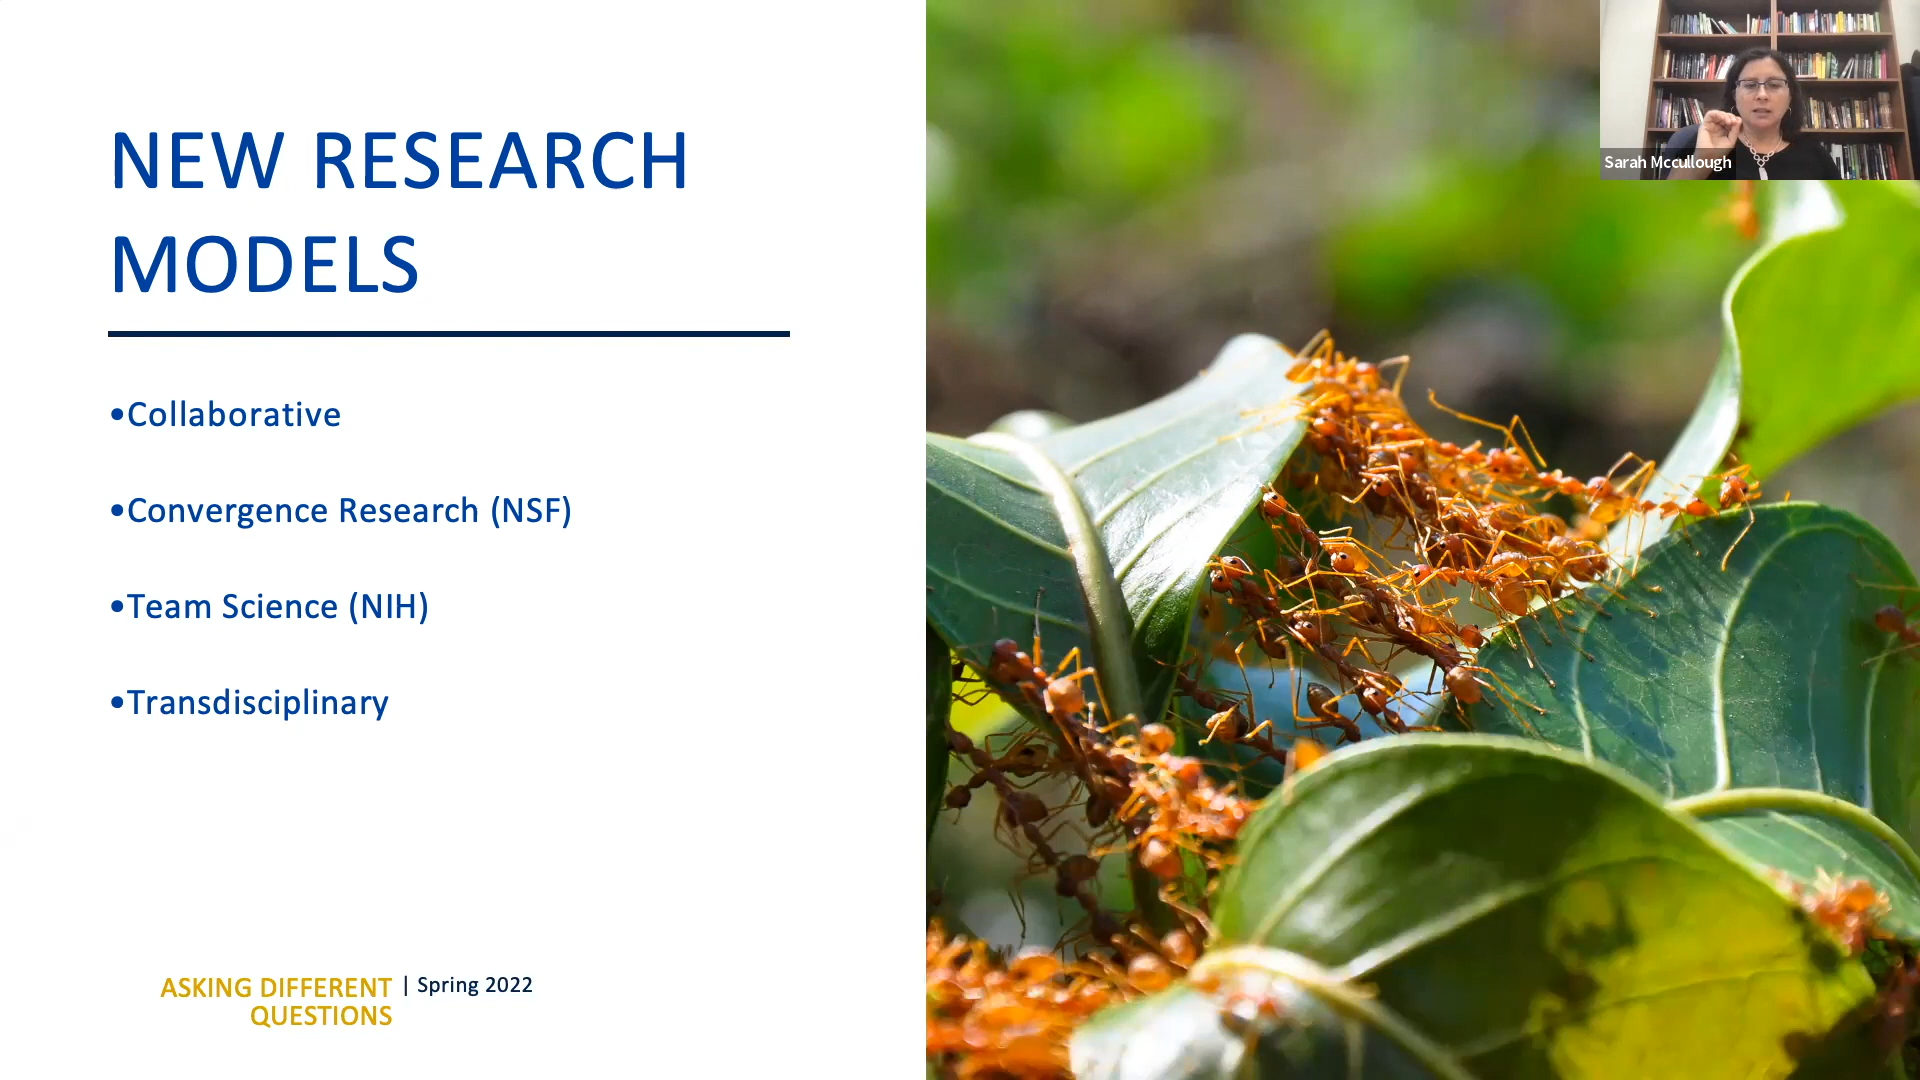 NEW RESEARCH
MODELS
•Collaborative
•Convergence Research (NSF)
•Team Science (NIH)
•Transdisciplinary
ASKING DIFFERENT
QUESTIONS
| Spring 2022
Sarah Mccullough